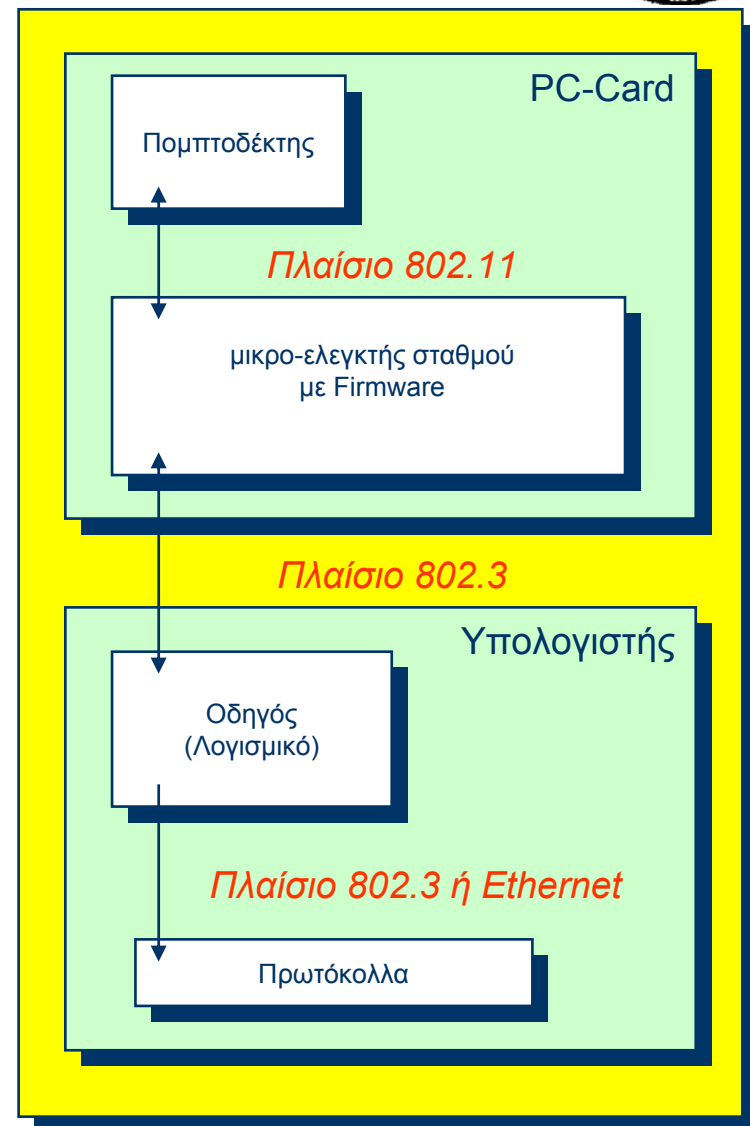 PC-Card
Πομπτοδέκτης
Πλαίσιο 802.11
μικρο-ελεγκτής σταθμού
με Firmware
Πλαίσιο 802.3
Υπολογιστής
Οδηγός
(Λογισμικό)
Πλαίσιο 802.3 ή Ethernet
Πρωτόκολλα